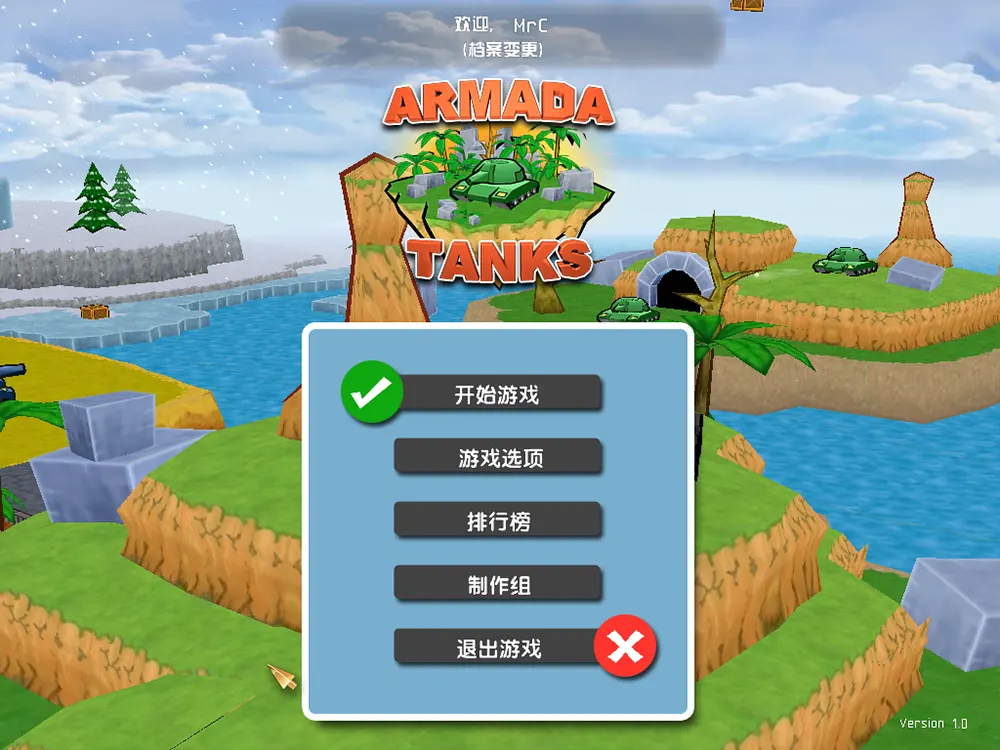 欢迎, MrC
(档案变更)
ARMADA
TANKS
开始游戏
游戏选项
排行榜
制作组
退出游戏
Version 1.0